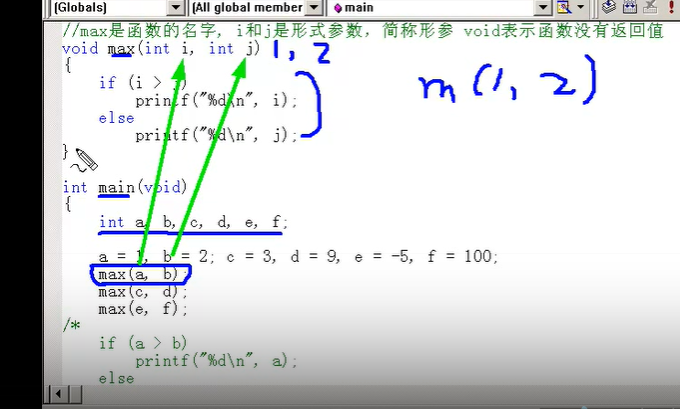 (Globals) (All global member main
//max是函数的名字, i和j是形式参数, 简称形参 void表示函数没有返回值
void max(int i, int j) 1, 2
{
if (i > j)
printf("%d\n", i);
m(1, 2)
else
printf("%d\n", j);
}
int main(void)
{
int a, b, c, d, e, f;
a = 1, b = 2; c = 3, d = 9, e = -5, f = 100;
max(a, b);
max(c, d);
max(e, f);
/*
if (a > b)
printf("%d\n", a);
else